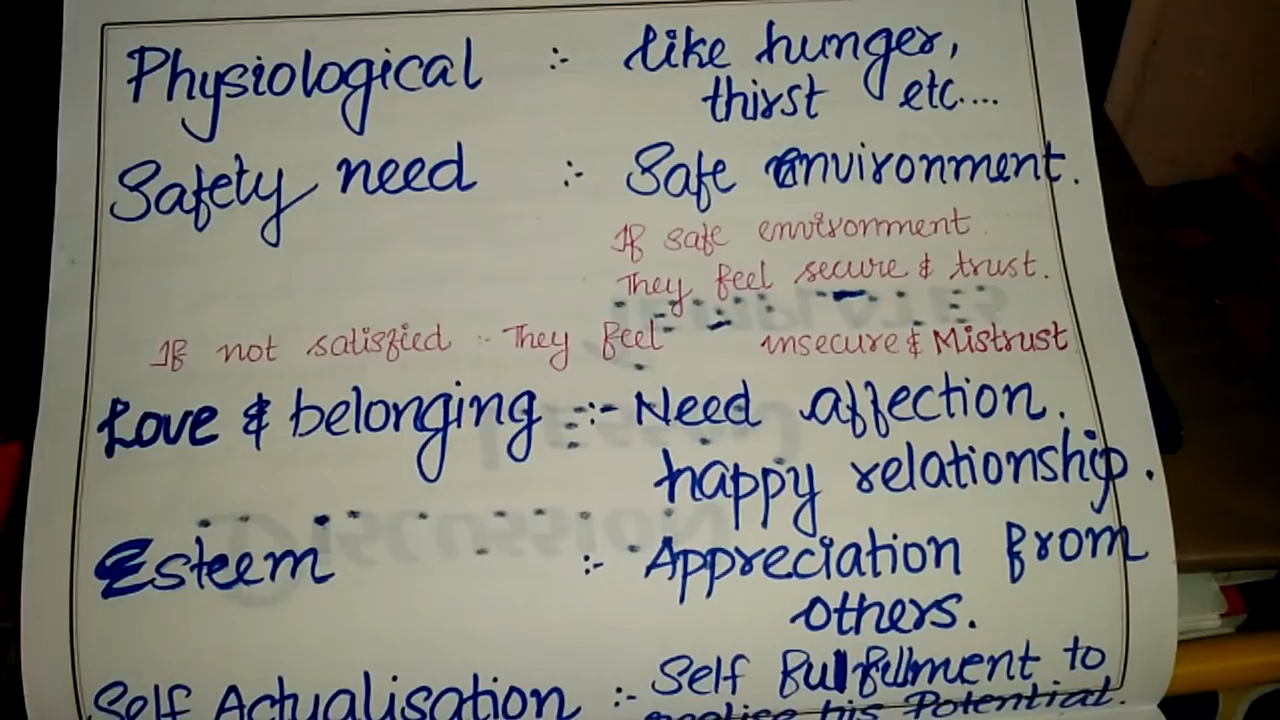 Physiological :- like hunger,
thirst etc....
Safety need :- Safe environment.
If safe environment
They feel secure & trust.
If not satisfied :- They feel insecure & Mistrust
Love & belonging :- Need affection.
happy relationship.
Esteem :- Appreciation from
others.
Self Actualisation :- Self fulfillment to
his Potential.